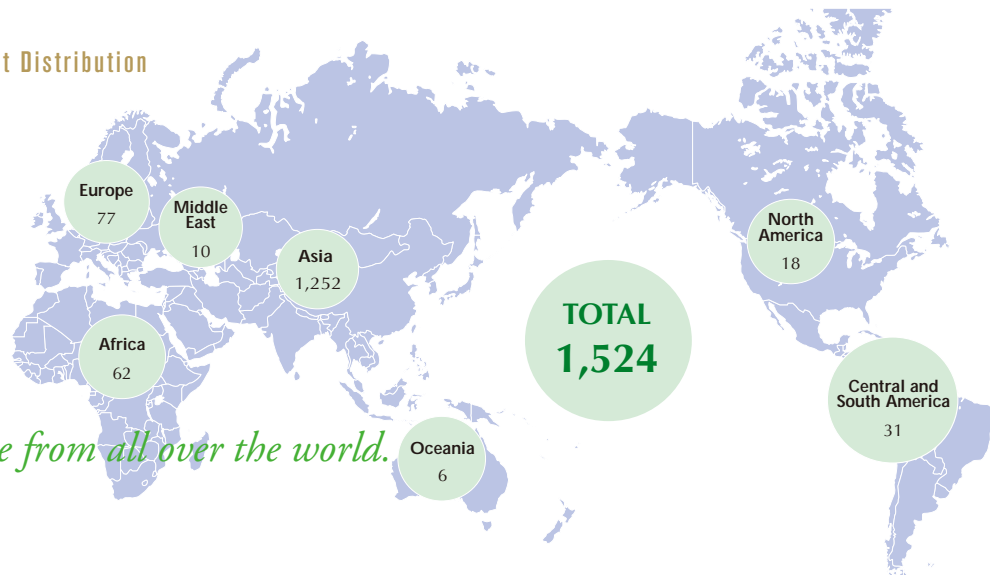 t Distribution
Europe
77
Middle
East
10
Asia
1,252
North
America
18
TOTAL
1,524
Africa
62
Central and
South America
31
e from all over the world.
Oceania
6